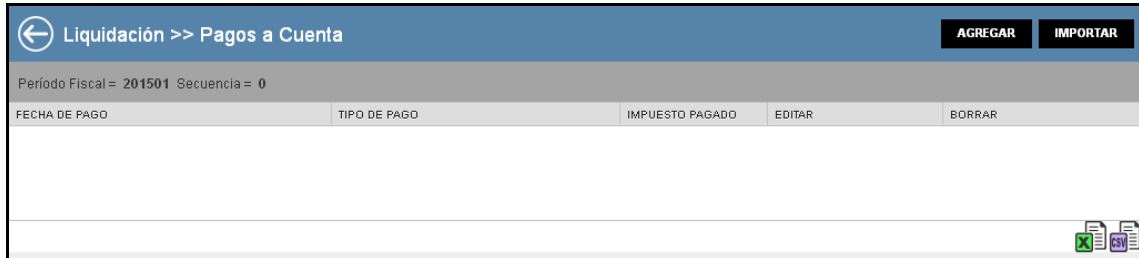 Liquidación >> Pagos a Cuenta
AGREGAR IMPORTAR
Período Fiscal = 201501 Secuencia = 0
FECHA DE PAGO TIPO DE PAGO IMPUESTO PAGADO EDITAR BORRAR
X CSV